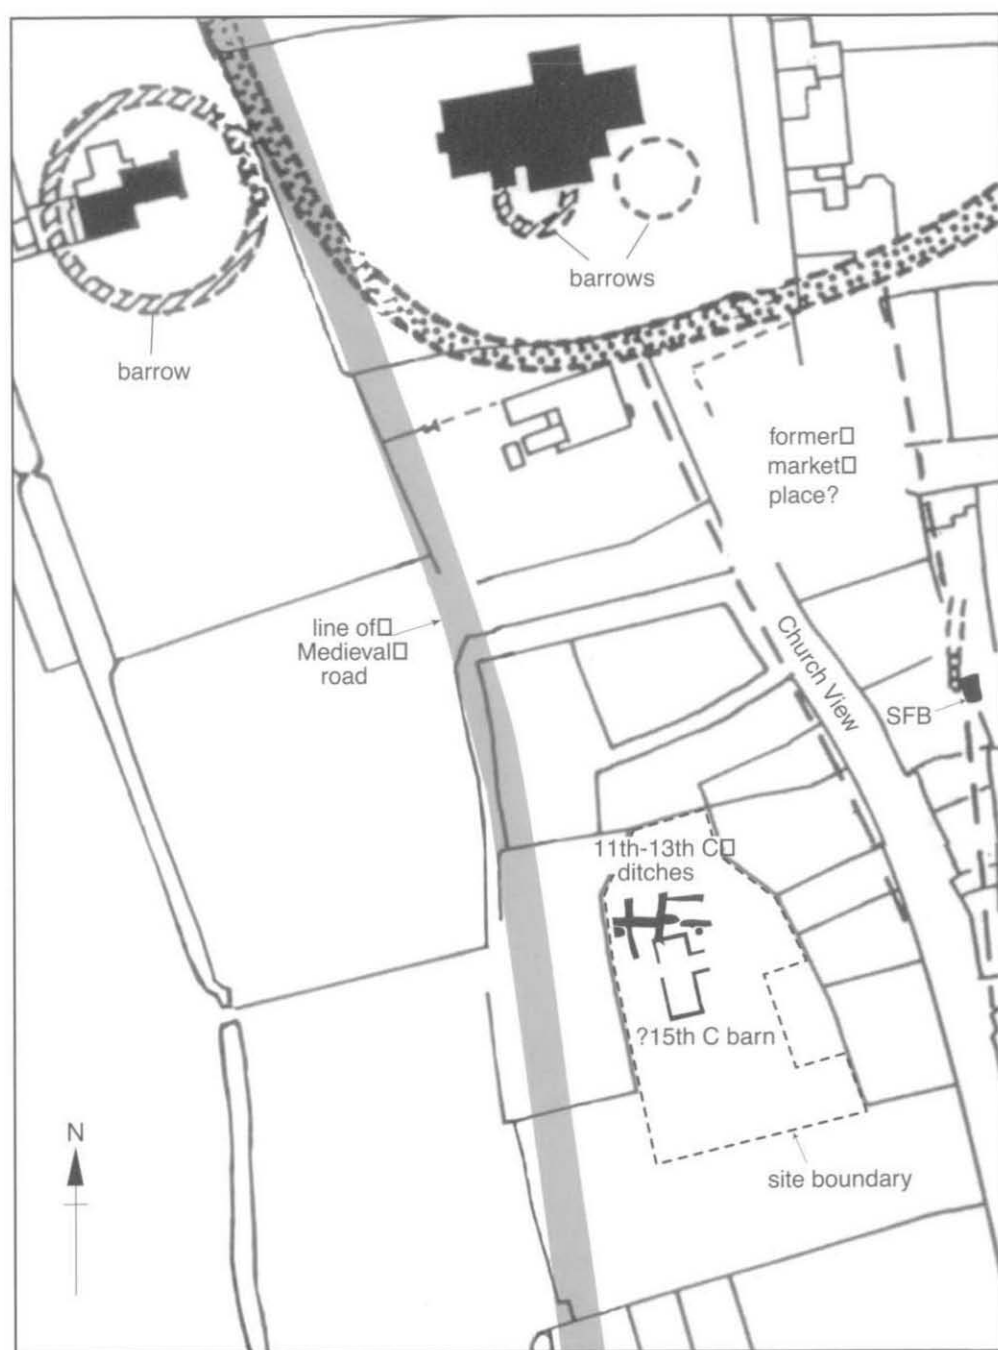 barrows
barrow
former□
market□
place?
line of□
Medieval□
road
Church View
SFB
11th-13th C□
ditches
?15th C barn
N
site boundary